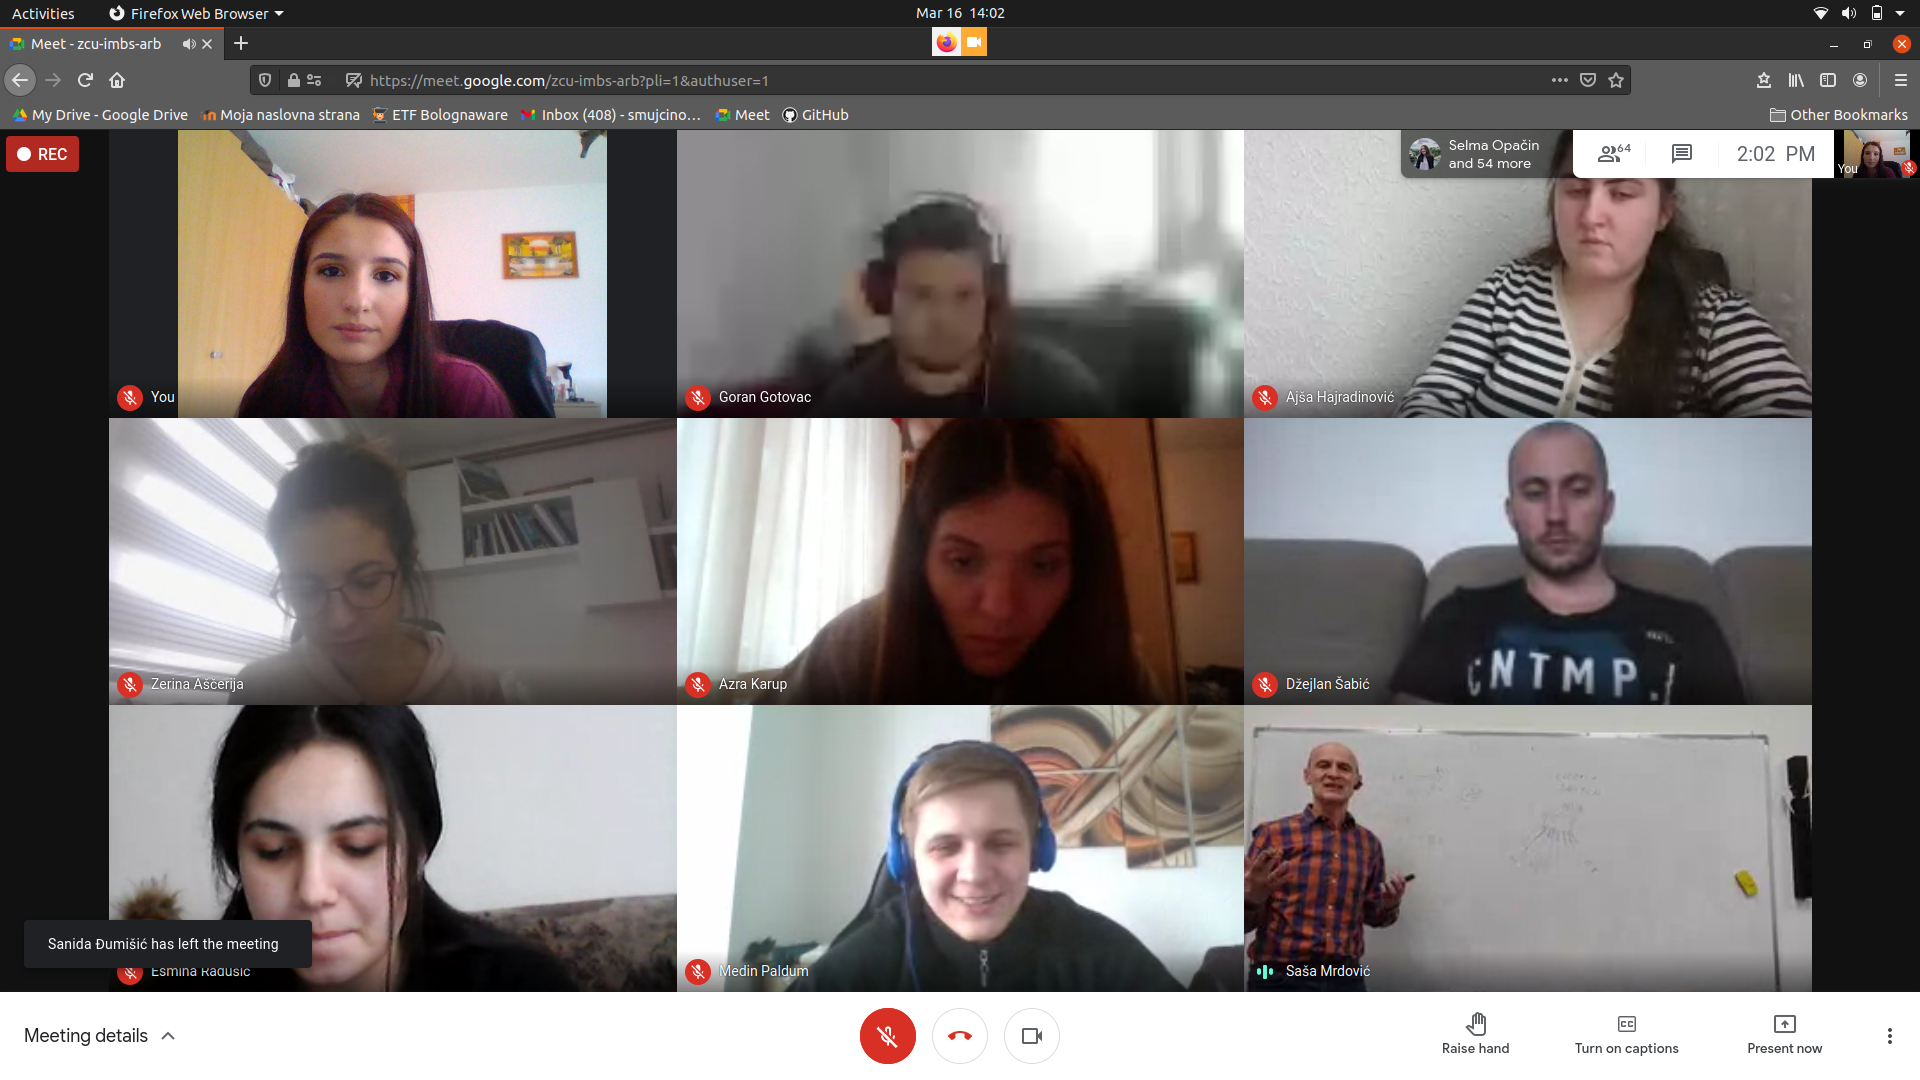 Activities
Firefox Web Browser
Mar 16 14:02
Meet - zcu-imbs-arb
https://meet.google.com/zcu-imbs-arb?pli=1&authuser=1
My Drive - Google Drive
Moja naslovna strana
ETF Bolognaware
Inbox (408) - smujcino...
Meet
GitHub
Other Bookmarks
REC
Selma Opačin
and 54 more
64
2:02 PM
You
You
Goran Gotovac
Ajša Hajradinović
Zerina Aščerija
Azra Karup
Džejlan Šabić
CNTMP.
Sanida Đumišić has left the meeting
Esmina Radušić
Medin Paldum
Saša Mrdović
Meeting details
Raise hand
Turn on captions
Present now